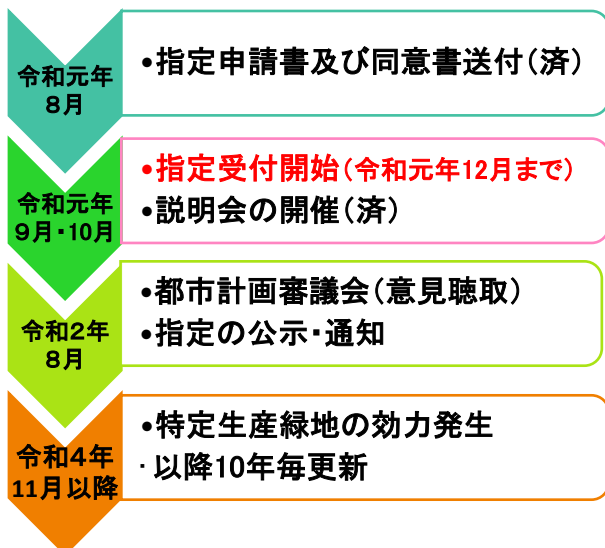 令和元年
8月
•指定申請書及び同意書送付（済）
令和元年
9月・10月
•指定受付開始（令和元年12月まで）
•説明会の開催（済）
令和2年
8月
•都市計画審議会（意見聴取）
•指定の公示・通知
令和4年
11月以降
•特定生産緑地の効力発生
・以降10年毎更新